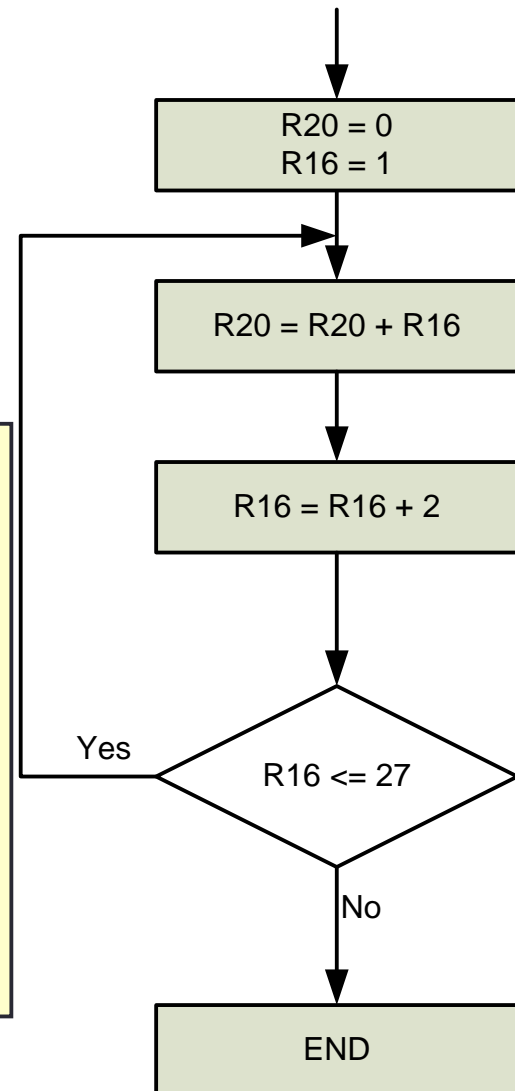 R20 = 0
R16 = 1
R20 = R20 + R16
R16 = R16 + 2
Yes
R16 <= 27
No
END